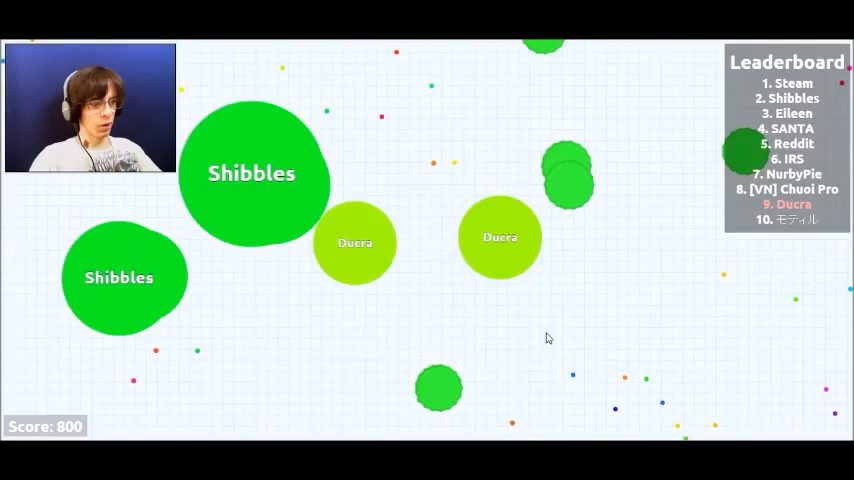 Leaderboard
1. Steam
2. Shibbles
3. Eileen
4. SANTA
5. Reddit
6. IRS
7. NurbyPie
8. [VN] Chuoi Pro
9. Ducra
10. モティル
Shibbles
Ducra
Ducra
Shibbles
Score: 800